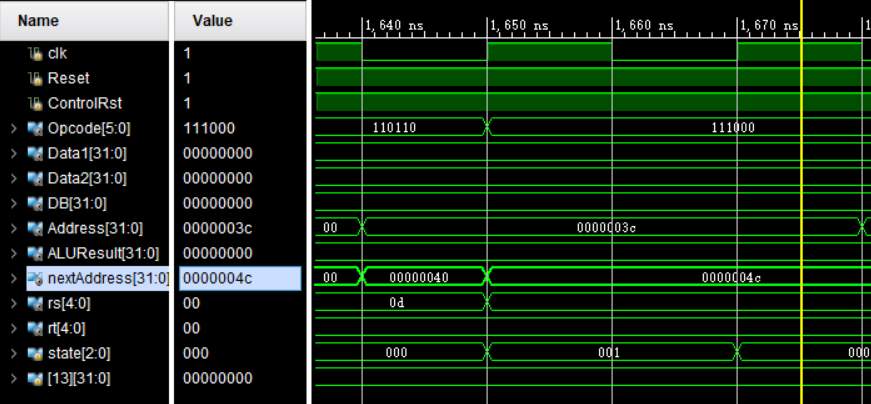 Name Value 1,640 ns 1,650 ns 1,660 ns 1,670 ns
clk 1
Reset 1
ControlRst 1
Opcode[5:0] 111000 110110 111000
Data1[31:0] 00000000
Data2[31:0] 00000000
DB[31:0] 00000000
Address[31:0] 0000003c 00 0000003c
ALUResult[31:0] 00000000
nextAddress[31:0] 0000004c 00 00000040 0000004c
rs[4:0] 00 0d
rt[4:0] 00
state[2:0] 000 000 001 000
[13][31:0] 00000000